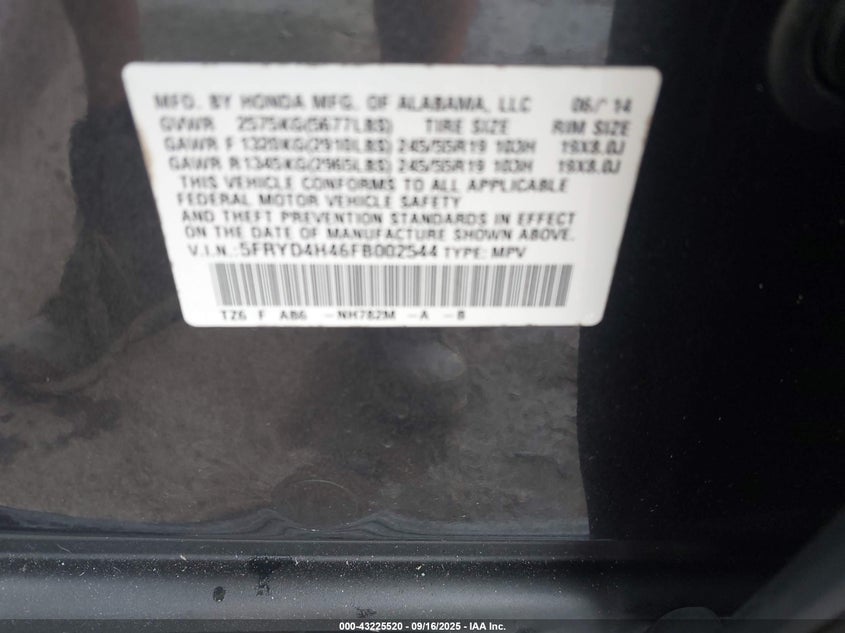 MFD. BY HONDA MFG. OF ALABAMA, LLC 06/'14
GVWR 2575KG(5677LBS) TIRE SIZE RIM SIZE
GAWR F 1320KG(2910LBS) 245/55R19 103H 19X8.0J
GAWR R 1345KG(2965LBS) 245/55R19 103H 19X8.0J
THIS VEHICLE CONFORMS TO ALL APPLICABLE
FEDERAL MOTOR VEHICLE SAFETY
AND THEFT PREVENTION STANDARDS IN EFFECT
ON THE DATE OF MANUFACTURE SHOWN ABOVE.
V.I.N.:5FRYD4H46FB002544 TYPE: MPV
TZ6 F AB6 -NH782M -A -B
000-43225520 - 09/16/2025 - IAA Inc.